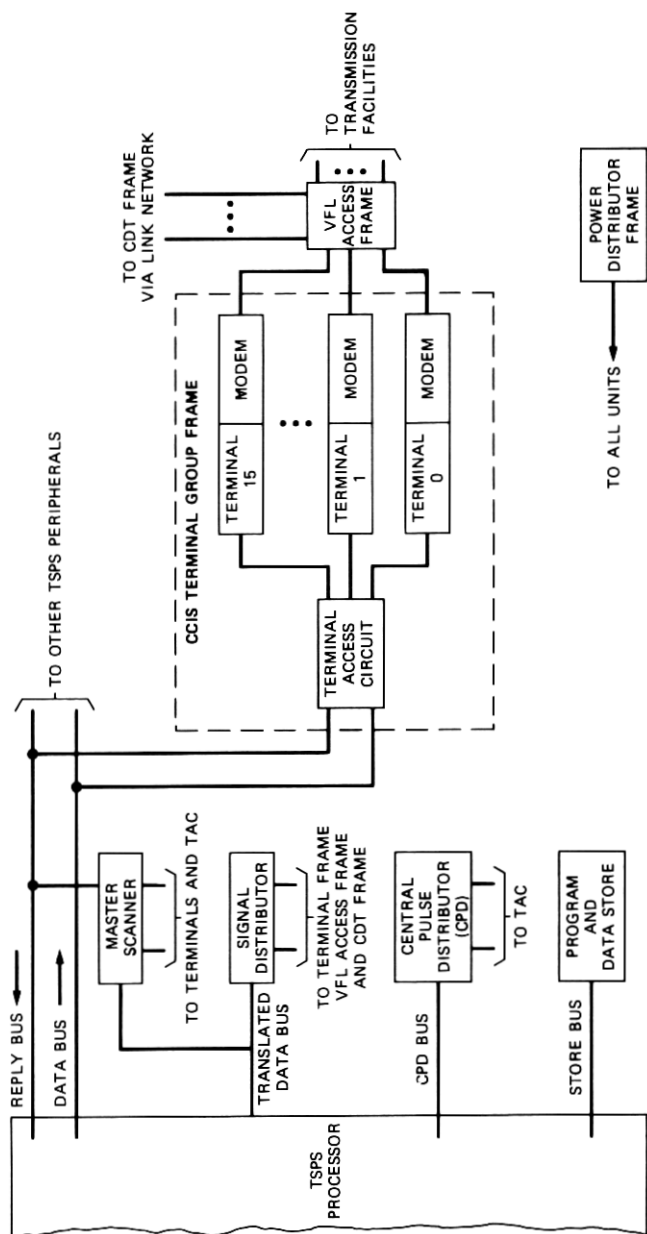 TSPS
PROCESSOR
REPLY BUS
DATA BUS
TO OTHER TSPS PERIPHERALS
MASTER
SCANNER
TO TERMINALS AND TAC
TRANSLATED
DATA BUS
SIGNAL
DISTRIBUTOR
TO TERMINAL FRAME
VFL ACCESS FRAME
AND CDT FRAME
CPD BUS
CENTRAL
PULSE
DISTRIBUTOR
(CPD)
TO TAC
STORE BUS
PROGRAM
AND
DATA STORE
CCIS TERMINAL GROUP FRAME
TERMINAL
ACCESS
CIRCUIT
TERMINAL
15
MODEM
TERMINAL
1
MODEM
TERMINAL
0
MODEM
TO CDT FRAME
VIA LINK NETWORK
VFL
ACCESS
FRAME
TO
TRANSMISSION
FACILITIES
TO ALL UNITS
POWER
DISTRIBUTOR
FRAME